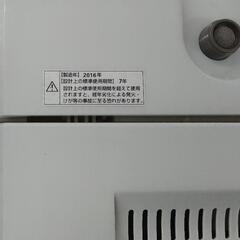 【製造年】2016年
【設計上の標準使用期間】7年
設計上の標準使用期間を超えて使用
されますと、経年劣化による発火・
けが等の事故に至る恐れがあります。